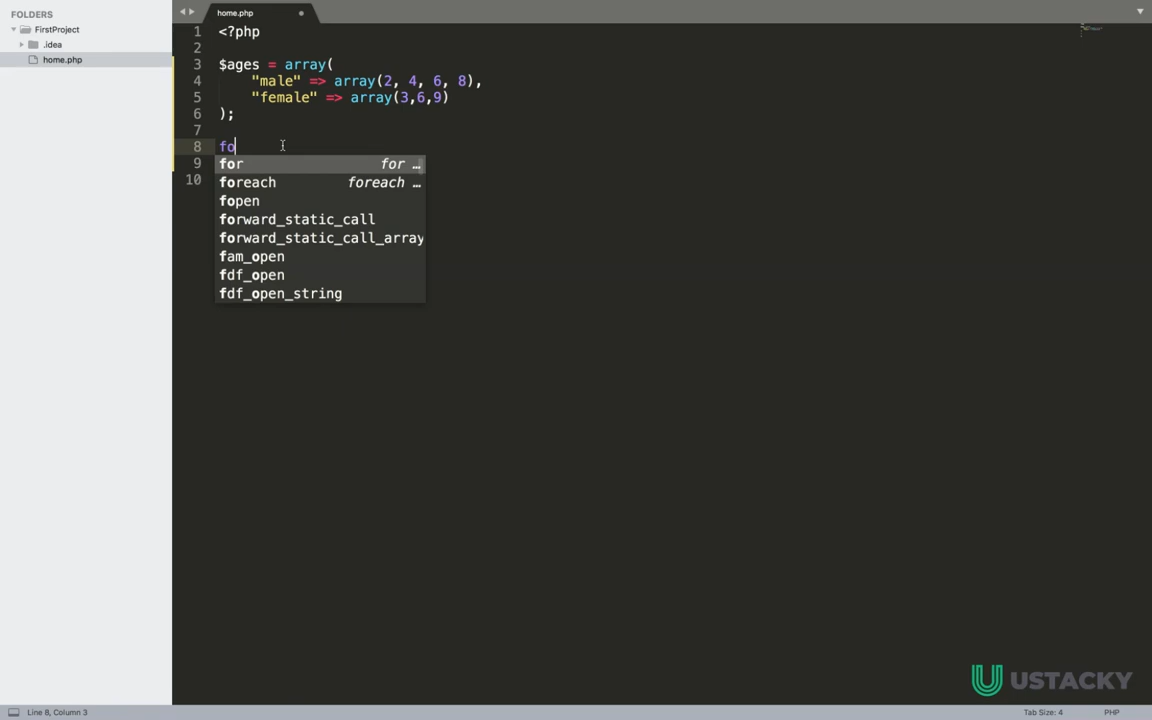 FOLDERS
FirstProject
.idea
home.php
home.php
1 <?php
2
3 $ages = array(
4 "male" => array(2, 4, 6, 8),
5 "female" => array(3,6,9)
6 );
7
8 fo
9
10
for for …
foreach foreach …
fopen
forward_static_call
forward_static_call_array
fam_open
fdf_open
fdf_open_string
USTACKY
Line 8, Column 3
Tab Size: 4
PHP